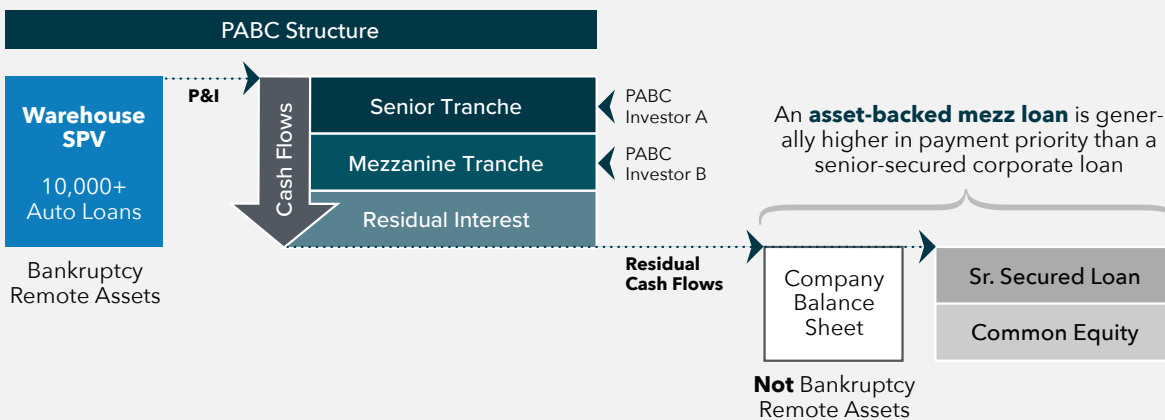 PABC Structure
Warehouse
SPV
10,000+
Auto Loans
Bankruptcy
Remote Assets
P&I
Cash Flows
Senior Tranche
Mezzanine Tranche
Residual Interest
PABC
Investor A
PABC
Investor B
An asset-backed mezz loan is gener-
ally higher in payment priority than a
senior-secured corporate loan
Residual
Cash Flows
Company
Balance
Sheet
Not Bankruptcy
Remote Assets
Sr. Secured Loan
Common Equity